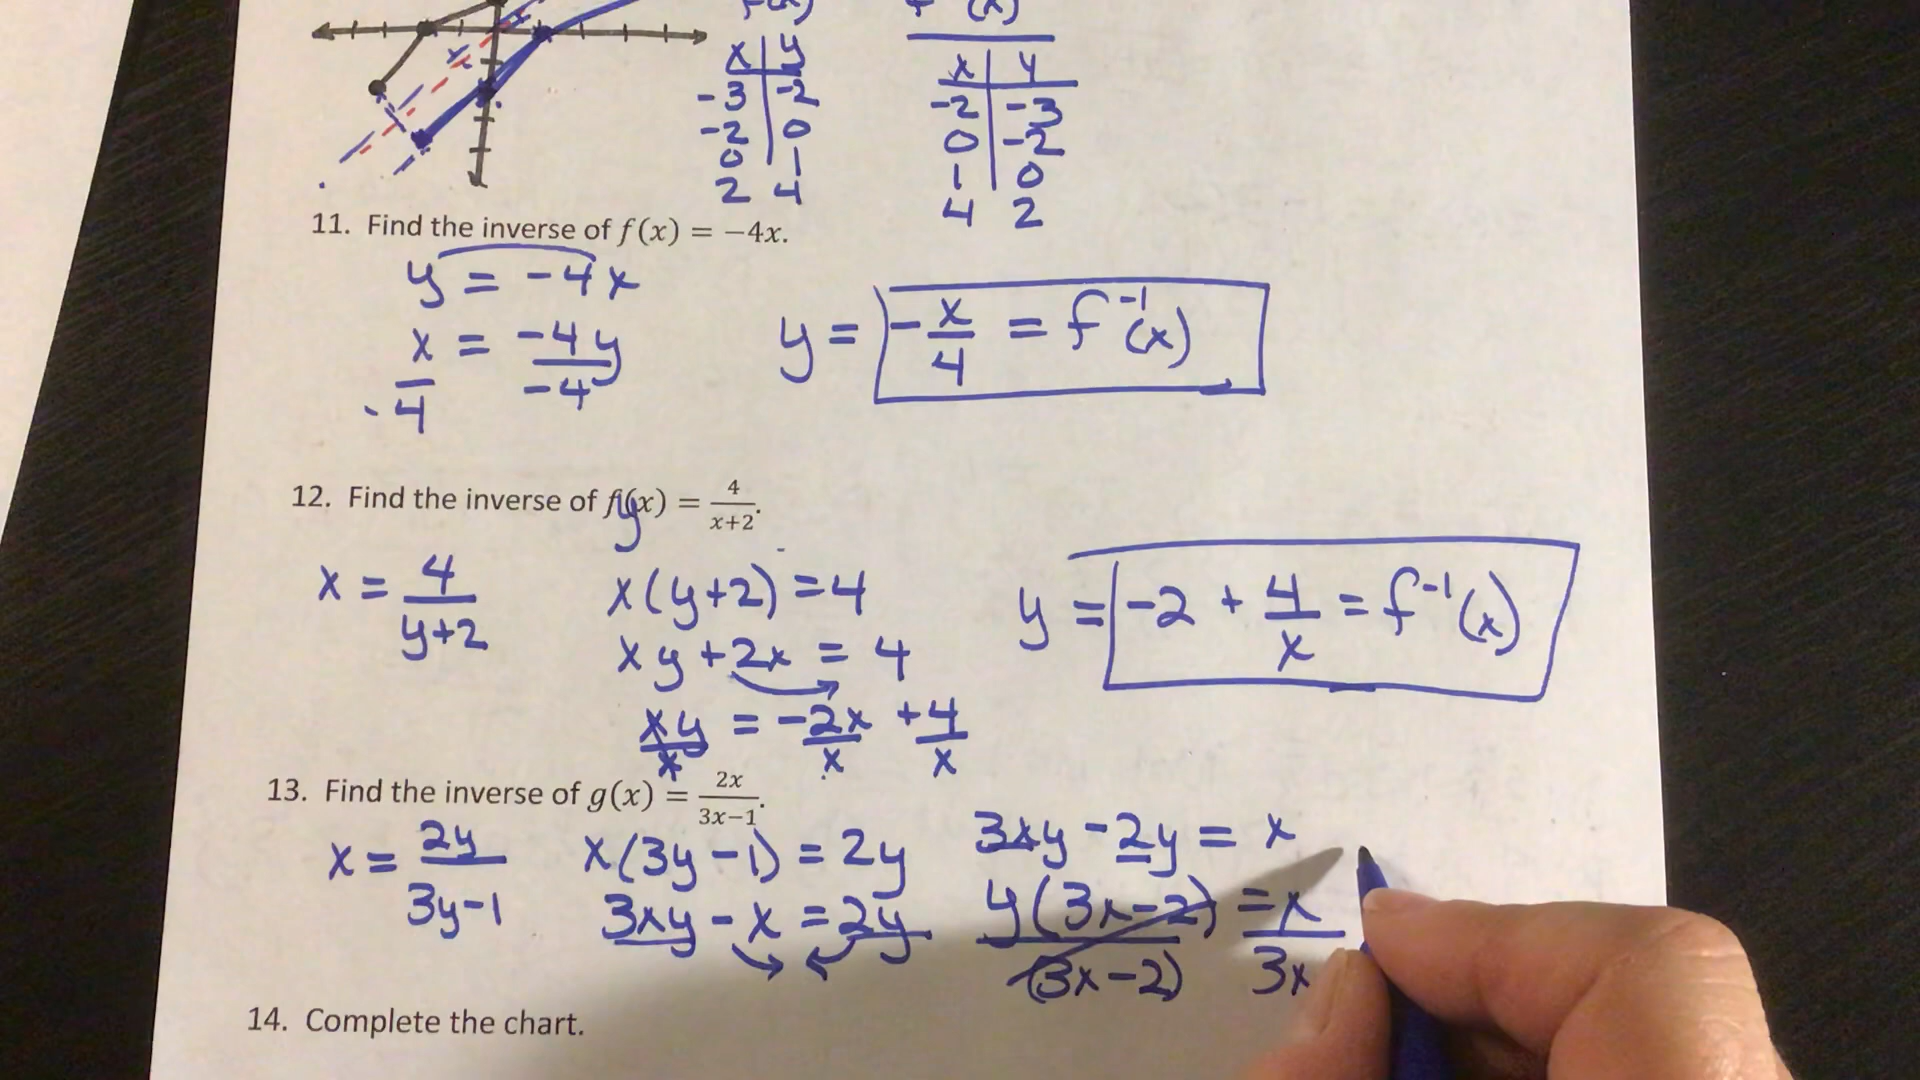 x | y
-3 | -2
-2 | 0
0 | 1
2 | 4
x | y
-2 | -3
0 | -2
1 | 0
4 | 2
11. Find the inverse of f(x) = −4x.
y = -4x
x/-4 = -4y/-4
y = -x/4 = f⁻¹(x)
12. Find the inverse of f(x) = 4/(x+2).
y
x = 4/(y+2)
x(y+2) = 4
xy + 2x = 4
xy/x = -2x/x + 4/x
y = -2 + 4/x = f⁻¹(x)
13. Find the inverse of g(x) = 2x/(3x−1).
x = 2y/(3y-1)
x(3y-1) = 2y
3xy - x = 2y
3xy - 2y = x
y(3x-2)/(3x-2) = x/3x
14. Complete the chart.